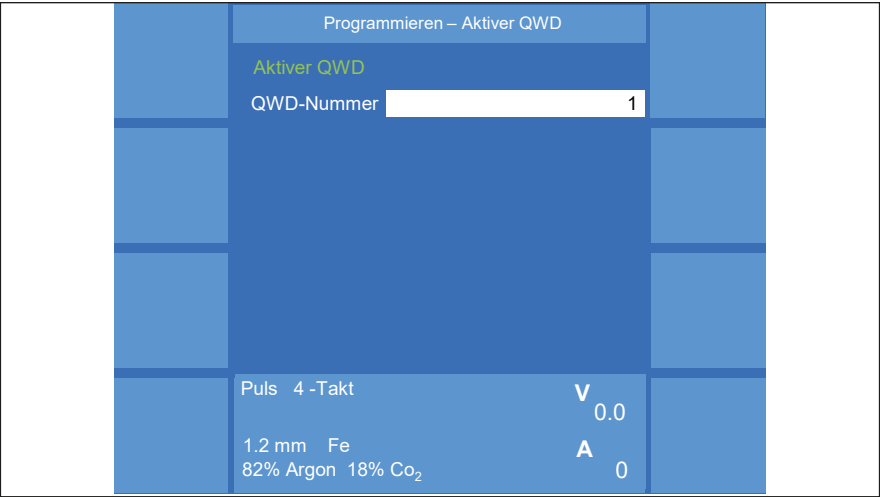 Programmieren – Aktiver QWD
Aktiver QWD
QWD-Nummer 1
Puls 4 -Takt V
0.0
1.2 mm Fe A
82% Argon 18% Co₂ 0